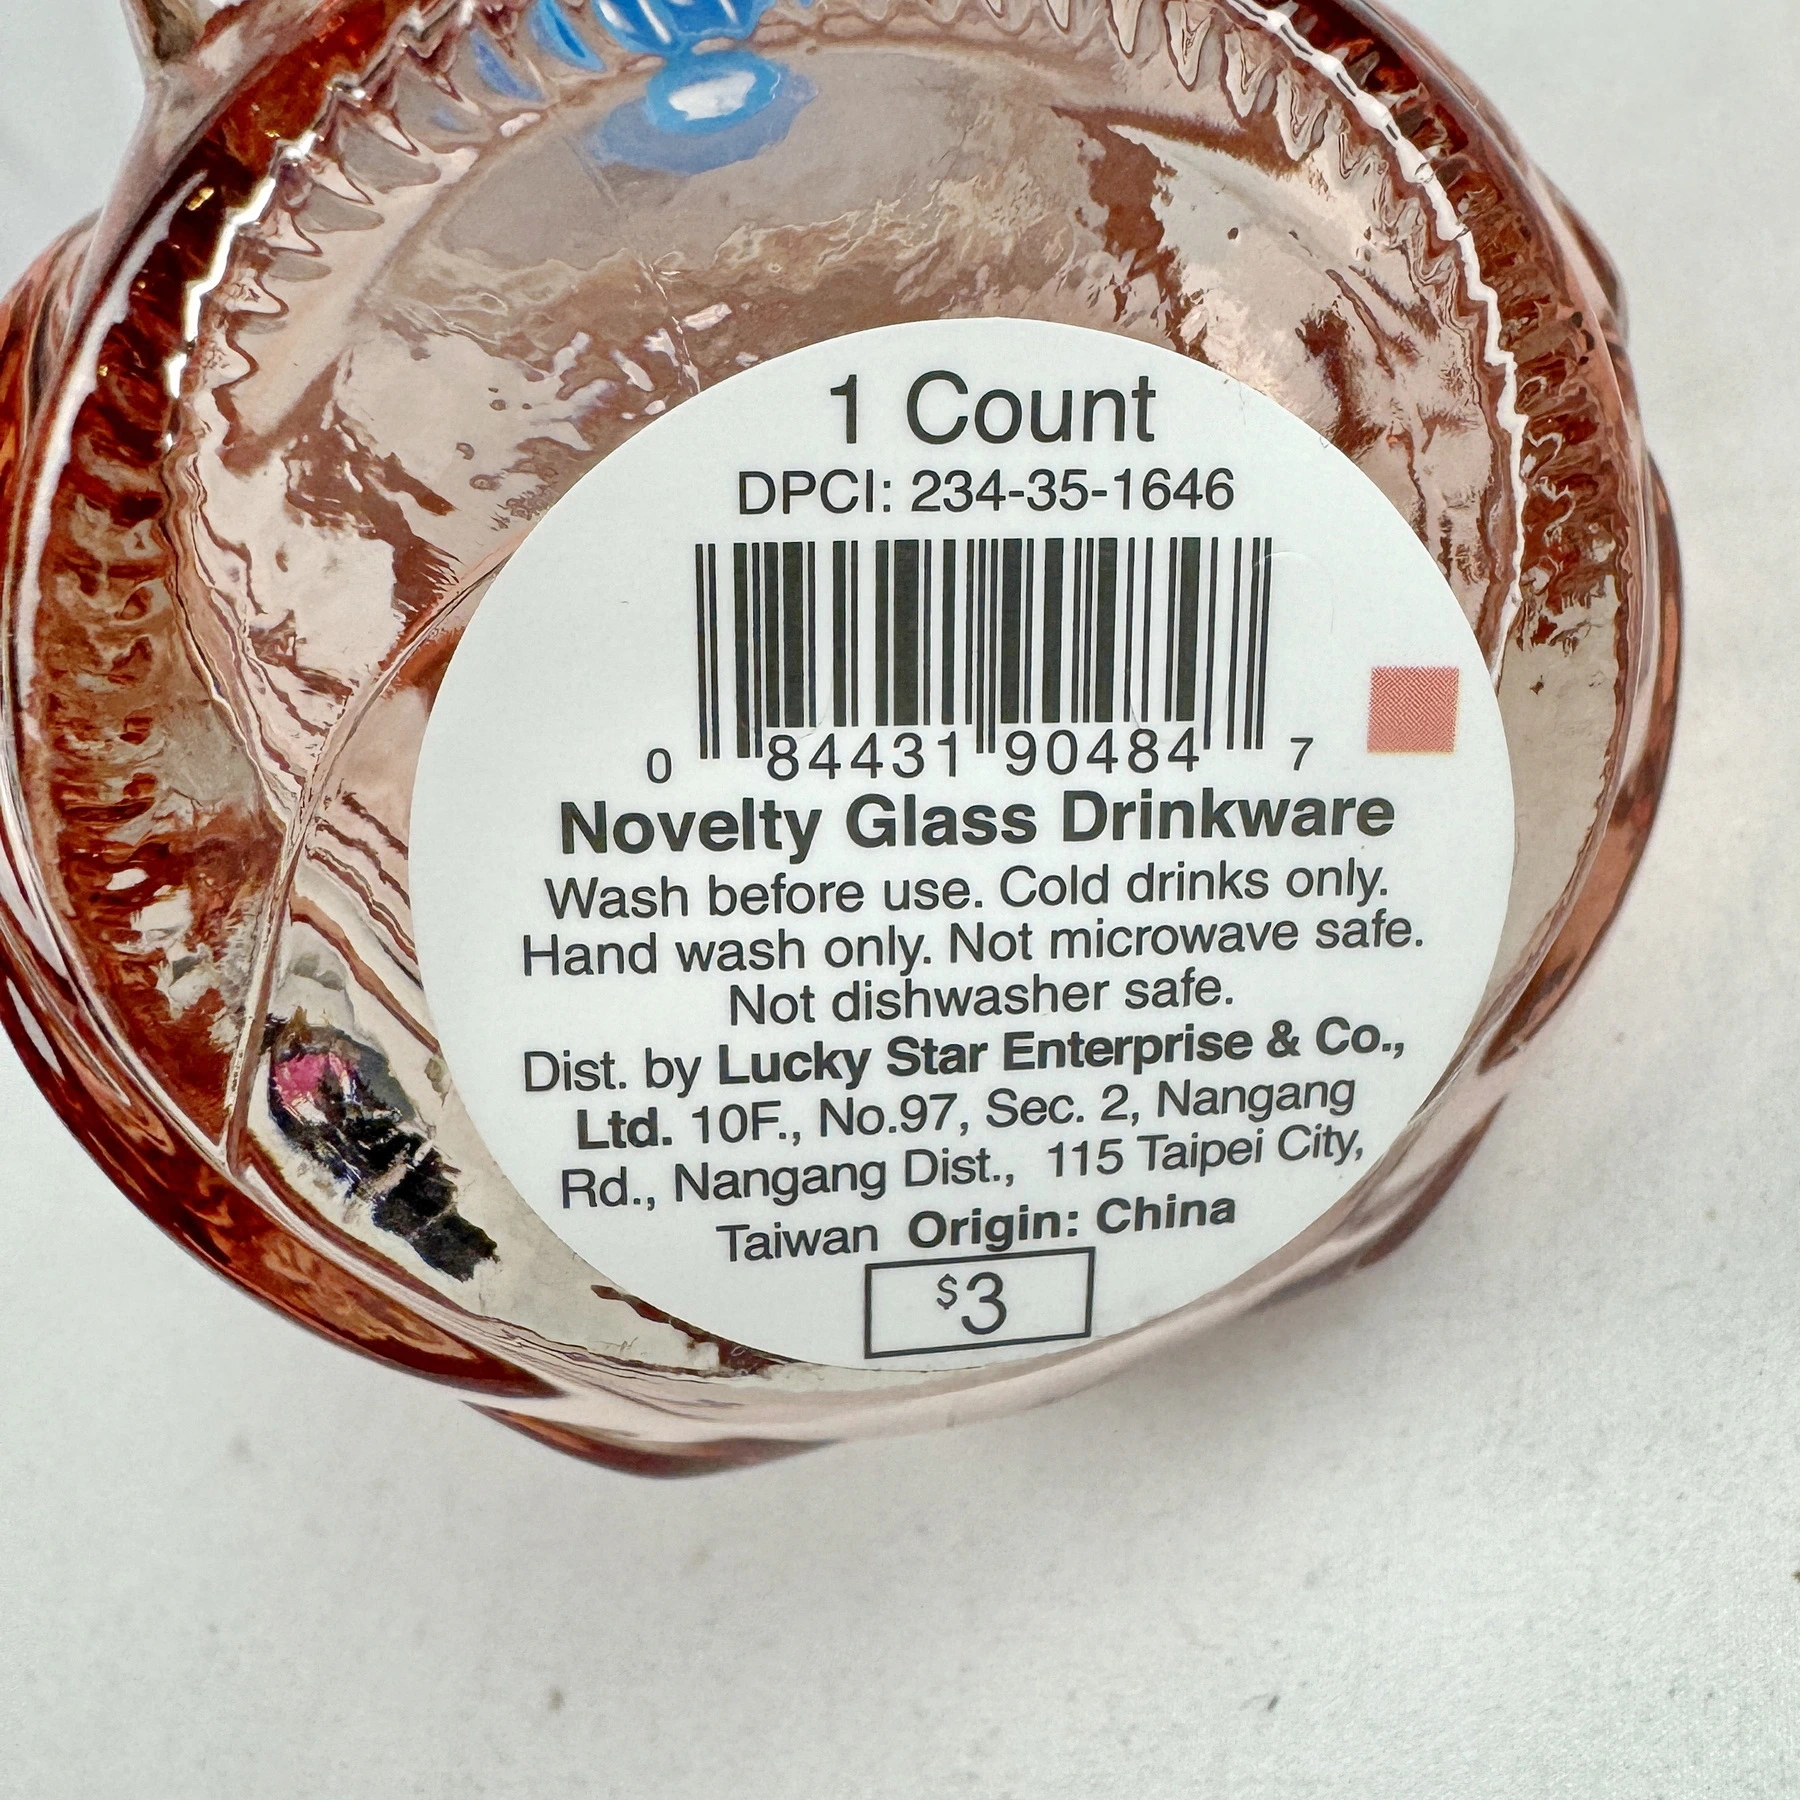 1 Count
DPCI: 234-35-1646
0 84431 90484 7
Novelty Glass Drinkware
Wash before use. Cold drinks only.
Hand wash only. Not microwave safe.
Not dishwasher safe.
Dist. by Lucky Star Enterprise & Co.,
Ltd. 10F., No.97, Sec. 2, Nangang
Rd., Nangang Dist., 115 Taipei City,
Taiwan Origin: China
$3